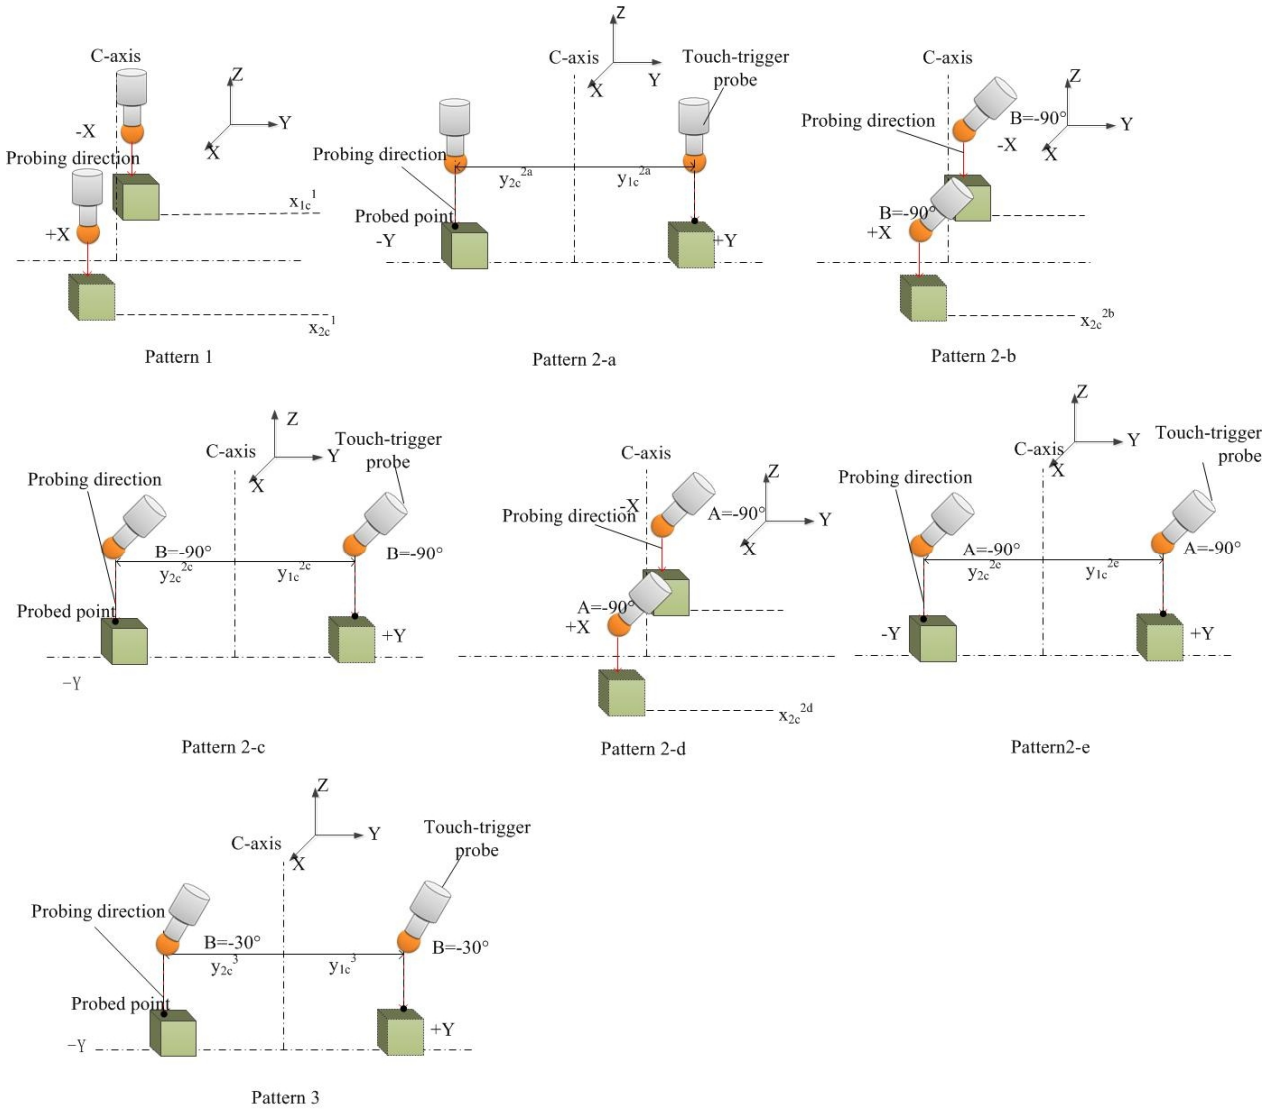 C-axis
Z
Y
X
-X
Probing direction
+X
x1c1
x2c1
Pattern 1
Z
C-axis
Touch-trigger
probe
X
Y
Probing direction
y2c2a
y1c2a
Probed point
-Y
+Y
Pattern 2-a
C-axis
Z
B=-90°
Probing direction
Y
-X
X
B=-90°
+X
x2c2b
Pattern 2-b
Z
Touch-trigger
probe
C-axis
Y
Probing direction
X
B=-90°
B=-90°
y2c2c
y1c2c
Probed point
+Y
−Y
Pattern 2-c
C-axis
Z
-X
A=-90°
Probing direction
Y
X
A=-90°
+X
x2c2d
Pattern 2-d
Z
Touch-trigger
probe
Y
C-axis
X
Probing direction
A=-90°
A=-90°
y2c2e
y1c2e
-Y
+Y
Pattern2-e
Z
Touch-trigger
probe
Y
C-axis
X
Probing direction
B=-30°
B=-30°
y2c3
y1c3
Probed point
+Y
−Y
Pattern 3